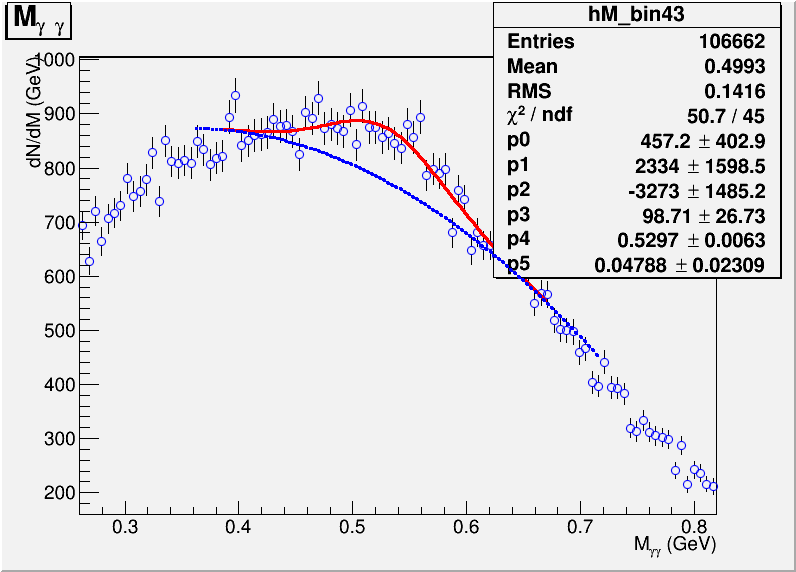 M γ γ
hM_bin43
Entries 106662
Mean 0.4993
RMS 0.1416
χ² / ndf 50.7 / 45
p0 457.2 ± 402.9
p1 2334 ± 1598.5
p2 -3273 ± 1485.2
p3 98.71 ± 26.73
p4 0.5297 ± 0.0063
p5 0.04788 ± 0.02309
dN/dM (GeV)
1000
900
800
700
600
500
400
300
200
0.3 0.4 0.5 0.6 0.7 0.8
Mγγ (GeV)